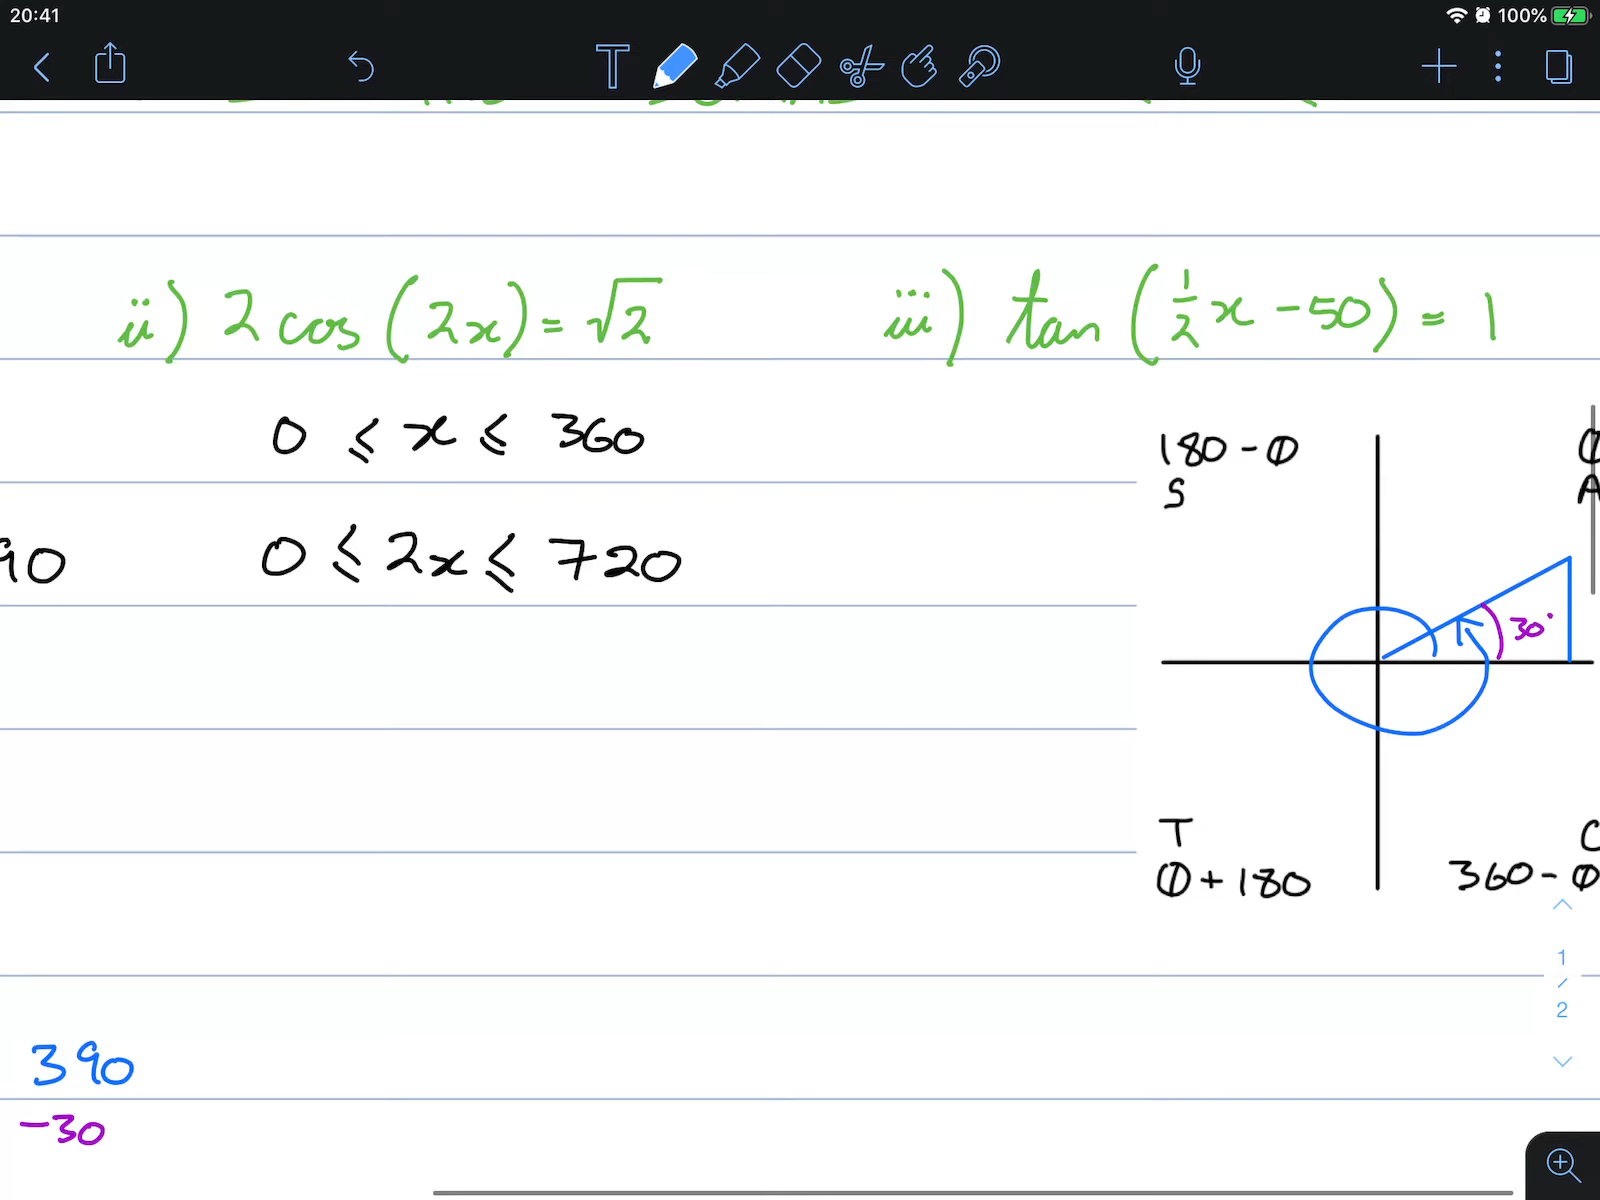 20:41
100%
ii) 2 cos (2x) = √2
iii) tan (½x - 50) = 1
0 ≤ x ≤ 360
90
0 ≤ 2x ≤ 720
180 - Φ
S
A
30°
T
Φ + 180
C
360 - Φ
1
/
2
390
-30